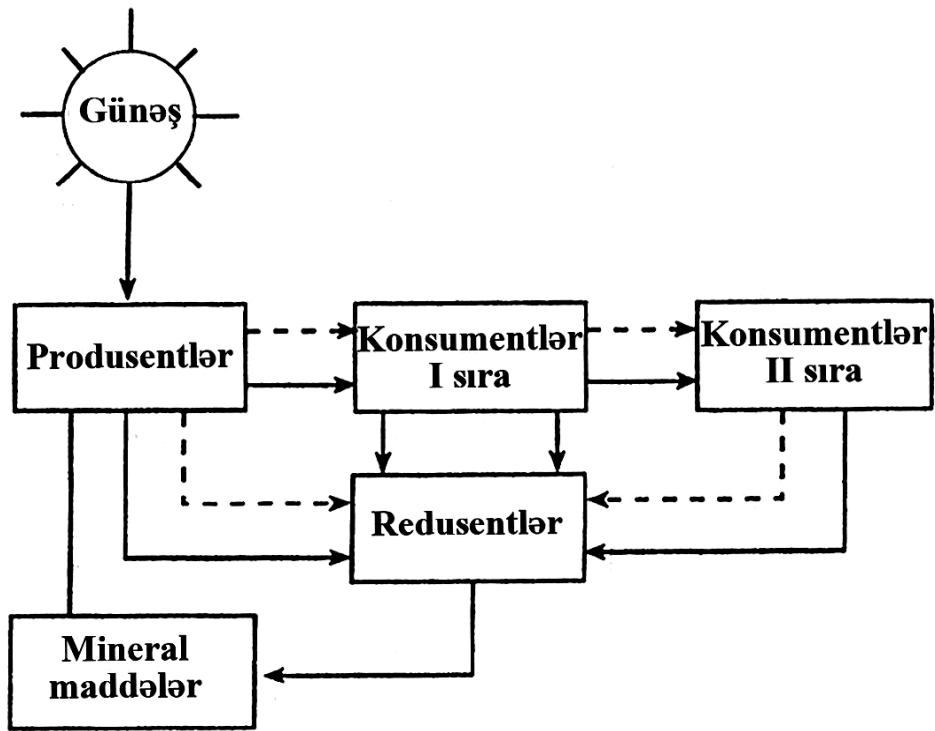 Günəş
Produsentlər
Konsumentlər
I sıra
Konsumentlər
II sıra
Redusentlər
Mineral
maddələr